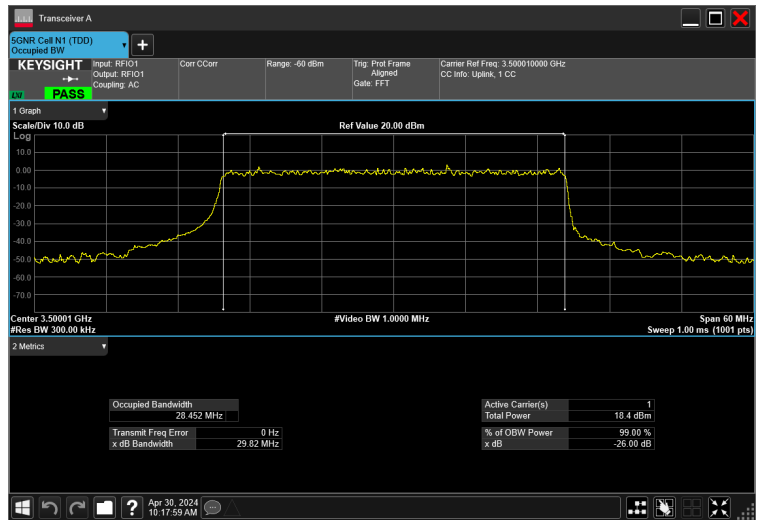 Transceiver A
5GNR Cell N1 (TDD)
Occupied BW
KEYSIGHT
LXI
PASS
Input: RFIO1
Output: RFIO1
Coupling: AC
Corr CCorr
Range: -60 dBm
Trig: Prot Frame
Aligned
Gate: FFT
Carrier Ref Freq: 3.500010000 GHz
CC Info: Uplink, 1 CC
1 Graph
Scale/Div 10.0 dB
Ref Value 20.00 dBm
Log
10.0
0.00
-10.0
-20.0
-30.0
-40.0
-50.0
-60.0
-70.0
Center 3.50001 GHz
#Video BW 1.0000 MHz
Span 60 MHz
#Res BW 300.00 kHz
Sweep 1.00 ms (1001 pts)
2 Metrics
Occupied Bandwidth
28.452 MHz
Transmit Freq Error 0 Hz
x dB Bandwidth 29.82 MHz
Active Carrier(s) 1
Total Power 18.4 dBm
% of OBW Power 99.00 %
x dB -26.00 dB
?
Apr 30, 2024
10:17:59 AM